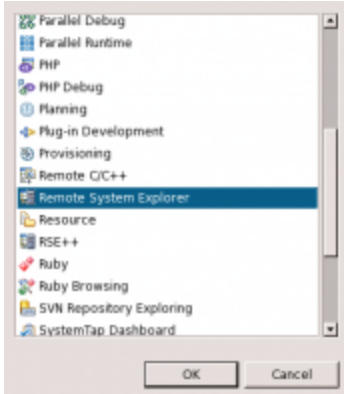 Parallel Debug
Parallel Runtime
PHP
PHP Debug
Planning
Plug-in Development
Provisioning
Remote C/C++
Remote System Explorer
Resource
RSE++
Ruby
Ruby Browsing
SVN Repository Exploring
SystemTap Dashboard
OK
Cancel